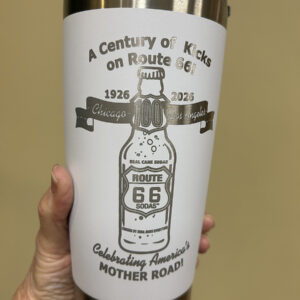 A Century of Kicks
on Route 66!
1926 2026
Chicago 100 Los Angeles
REAL CANE SODAS
ROUTE
66
SODAS
Celebrating America's
MOTHER ROAD!